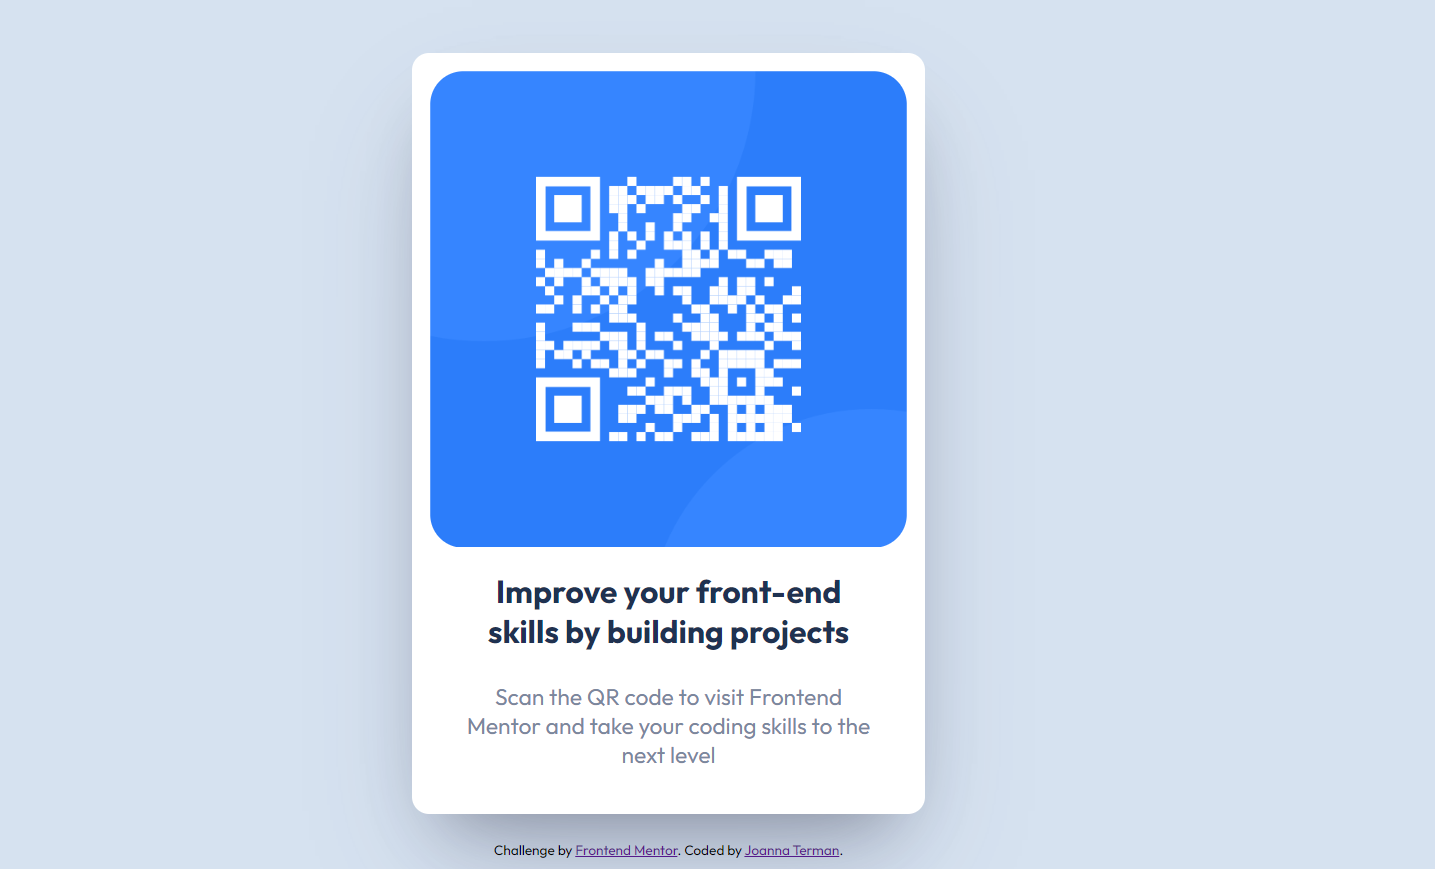 Improve your front-end
skills by building projects
Scan the QR code to visit Frontend
Mentor and take your coding skills to the
next level
Challenge by Frontend Mentor. Coded by Joanna Terman.